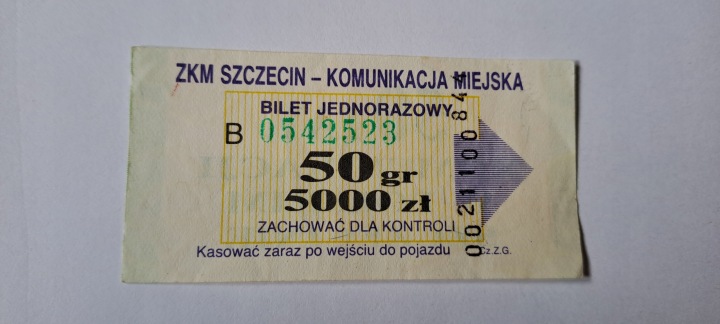 ZKM SZCZECIN – KOMUNIKACJA MIEJSKA
BILET JEDNORAZOWY
B 0542523
50 gr
5000 zł
ZACHOWAĆ DLA KONTROLI
Kasować zaraz po wejściu do pojazdu
Cz.Z.G.